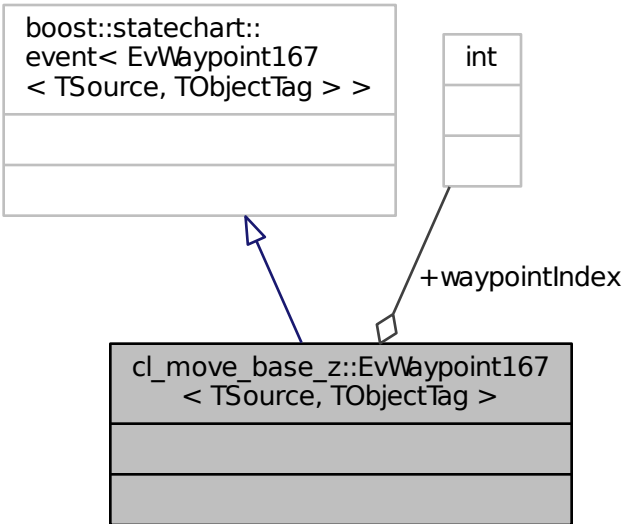 boost::statechart::
event< EvWaypoint167
< TSource, TObjectTag > >
int
+waypointIndex
cl_move_base_z::EvWaypoint167
< TSource, TObjectTag >